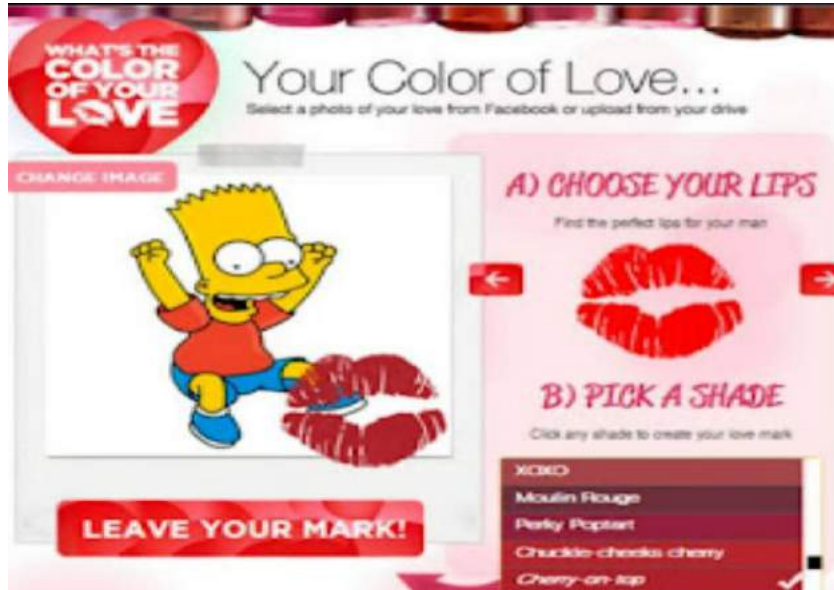 WHAT'S THE
COLOR
OF YOUR
LOVE
Your Color of Love...
Select a photo of your love from Facebook or upload from your drive
CHANGE IMAGE
A) CHOOSE YOUR LIPS
Find the perfect lips for your man
B) PICK A SHADE
Click any shade to create your love mark
XOXO
Moulin Rouge
Perky Poptart
Chuckle-cheeks cherry
Cherry-on-top
LEAVE YOUR MARK!